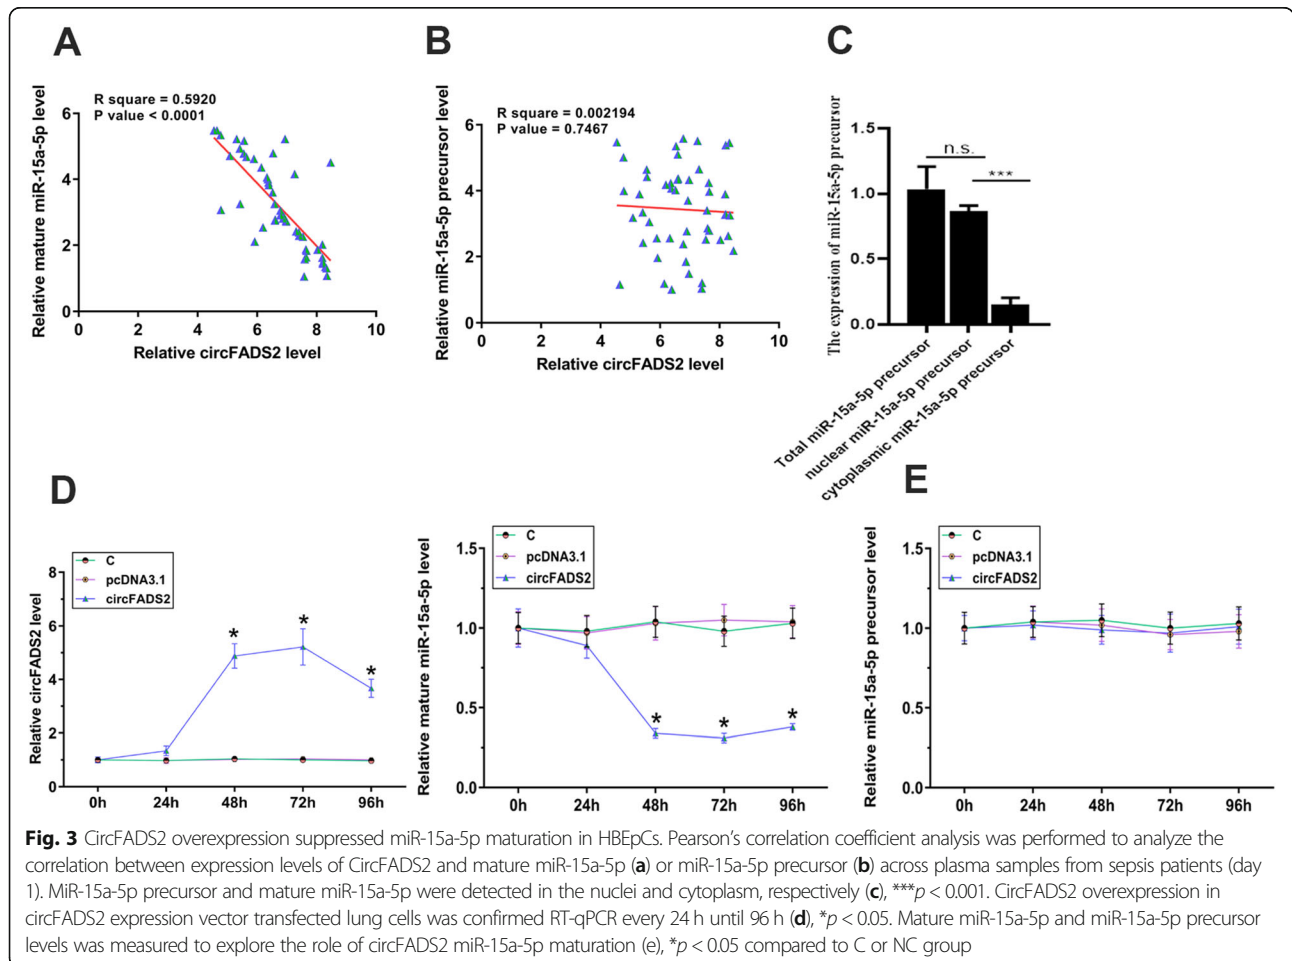 A
R square = 0.5920
P value < 0.0001
Relative mature miR-15a-5p level
6
4
2
0
0 2 4 6 8 10
Relative circFADS2 level
B
R square = 0.002194
P value = 0.7467
Relative miR-15a-5p precursor level
6
4
2
0
0 2 4 6 8 10
Relative circFADS2 level
C
The expression of miR-15a-5p precursor
1.5
1.0
0.5
0.0
n.s.
***
Total miR-15a-5p precursor
nuclear miR-15a-5p precursor
cytoplasmic miR-15a-5p precursor
D
C
pcDNA3.1
circFADS2
Relative circFADS2 level
8
6
4
2
0
* * *
0h 24h 48h 72h 96h
C
pcDNA3.1
circFADS2
Relative mature miR-15a-5p level
1.5
1.0
0.5
0.0
* * *
0h 24h 48h 72h 96h
E
C
pcDNA3.1
circFADS2
Relative miR-15a-5p precursor level
1.5
1.0
0.5
0.0
0h 24h 48h 72h 96h
Fig. 3 CircFADS2 overexpression suppressed miR-15a-5p maturation in HBEpCs. Pearson's correlation coefficient analysis was performed to analyze the
correlation between expression levels of CircFADS2 and mature miR-15a-5p (a) or miR-15a-5p precursor (b) across plasma samples from sepsis patients (day
1). MiR-15a-5p precursor and mature miR-15a-5p were detected in the nuclei and cytoplasm, respectively (c), ***p < 0.001. CircFADS2 overexpression in
circFADS2 expression vector transfected lung cells was confirmed RT-qPCR every 24 h until 96 h (d), *p < 0.05. Mature miR-15a-5p and miR-15a-5p precursor
levels was measured to explore the role of circFADS2 miR-15a-5p maturation (e), *p < 0.05 compared to C or NC group